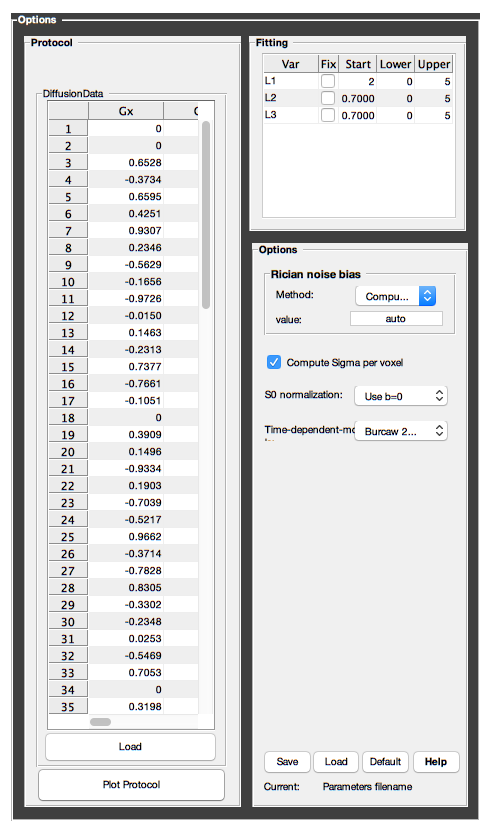 Options
Protocol
DiffusionData
Gx
1 0
2 0
3 0.6528
4 -0.3734
5 0.6595
6 0.4251
7 0.9307
8 0.2346
9 -0.5629
10 -0.1656
11 -0.9726
12 -0.0150
13 0.1463
14 -0.2313
15 0.7377
16 -0.7661
17 -0.1051
18 0
19 0.3909
20 0.1496
21 -0.9334
22 0.1903
23 -0.7039
24 -0.5217
25 0.9662
26 -0.3714
27 -0.7828
28 0.8305
29 -0.3302
30 -0.2348
31 0.0253
32 -0.5469
33 0.7053
34 0
35 0.3198
Load
Plot Protocol
Fitting
Var Fix Start Lower Upper
L1 2 0 5
L2 0.7000 0 5
L3 0.7000 0 5
Options
Rician noise bias
Method: Compu...
value: auto
Compute Sigma per voxel
S0 normalization: Use b=0
Time-dependent-mo Burcaw 2...
Save Load Default Help
Current: Parameters filename